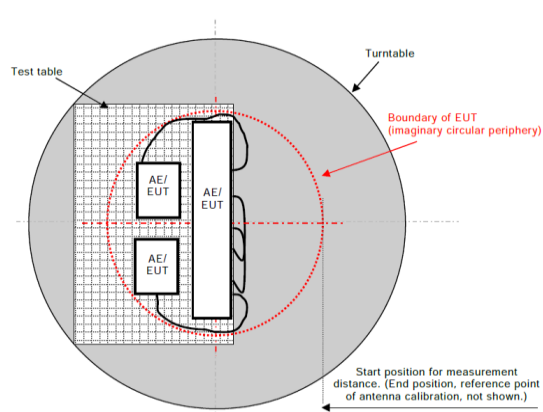 Turntable
Test table
Boundary of EUT
(imaginary circular periphery)
AE/
EUT
AE/
EUT
AE/
EUT
Start position for measurement
distance. (End position, reference point
of antenna calibration, not shown.)